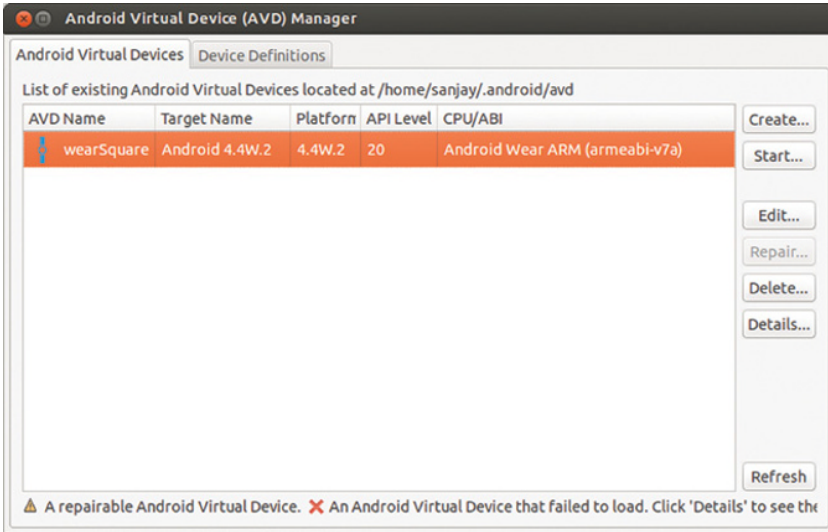 Android Virtual Device (AVD) Manager
Android Virtual Devices Device Definitions
List of existing Android Virtual Devices located at /home/sanjay/.android/avd
AVD Name Target Name Platform API Level CPU/ABI
wearSquare Android 4.4W.2 4.4W.2 20 Android Wear ARM (armeabi-v7a)
Create...
Start...
Edit...
Repair...
Delete...
Details...
Refresh
A repairable Android Virtual Device. An Android Virtual Device that failed to load. Click 'Details' to see the